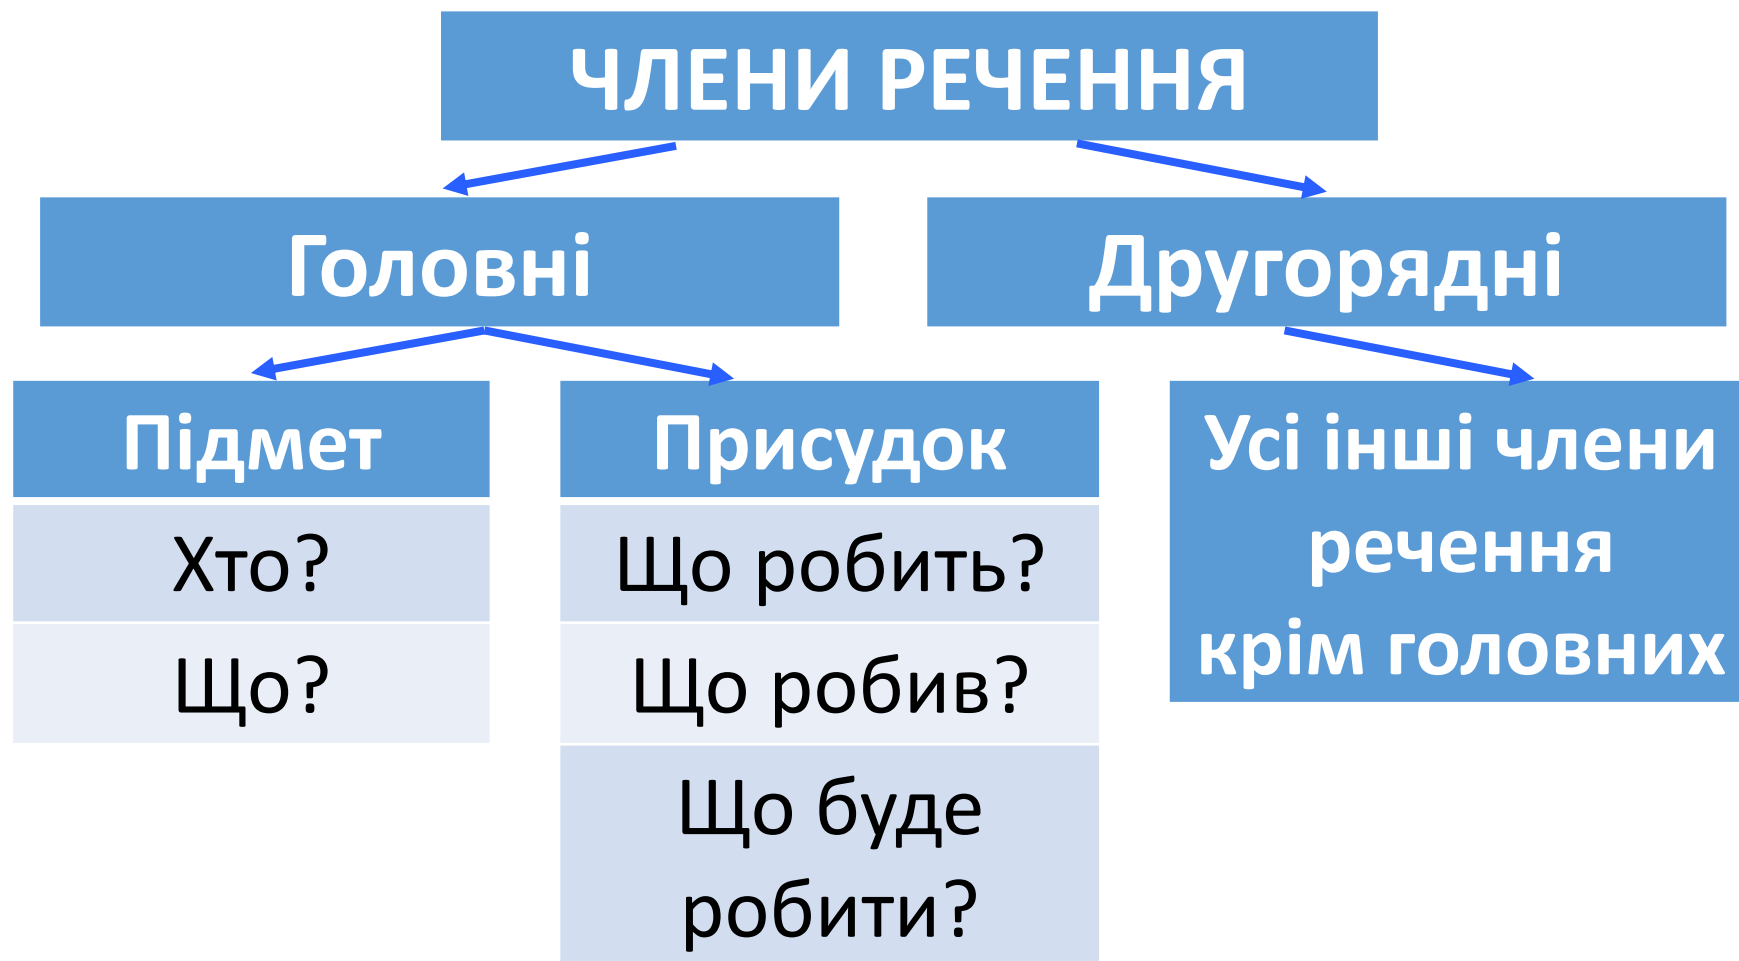 ЧЛЕНИ РЕЧЕННЯ
Головні
Другорядні
Підмет
Хто?
Що?
Присудок
Що робить?
Що робив?
Що буде
робити?
Усі інші члени
речення
крім головних